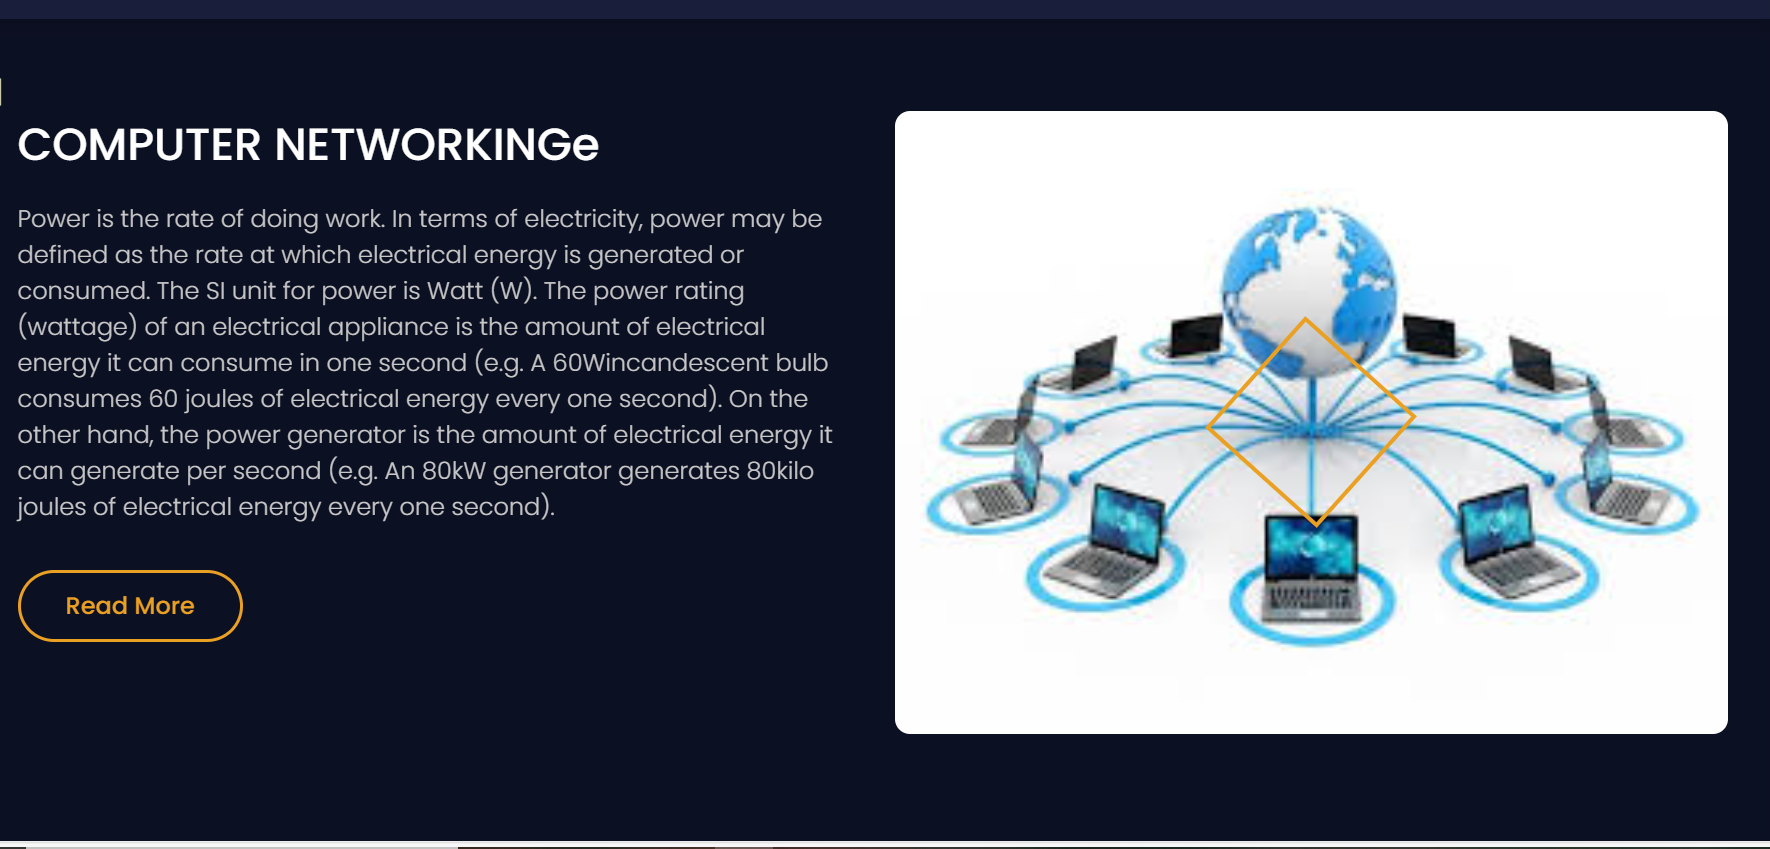 COMPUTER NETWORKINGe
Power is the rate of doing work. In terms of electricity, power may be
defined as the rate at which electrical energy is generated or
consumed. The SI unit for power is Watt (W). The power rating
(wattage) of an electrical appliance is the amount of electrical
energy it can consume in one second (e.g. A 60Wincandescent bulb
consumes 60 joules of electrical energy every one second). On the
other hand, the power generator is the amount of electrical energy it
can generate per second (e.g. An 80kW generator generates 80kilo
joules of electrical energy every one second).
Read More